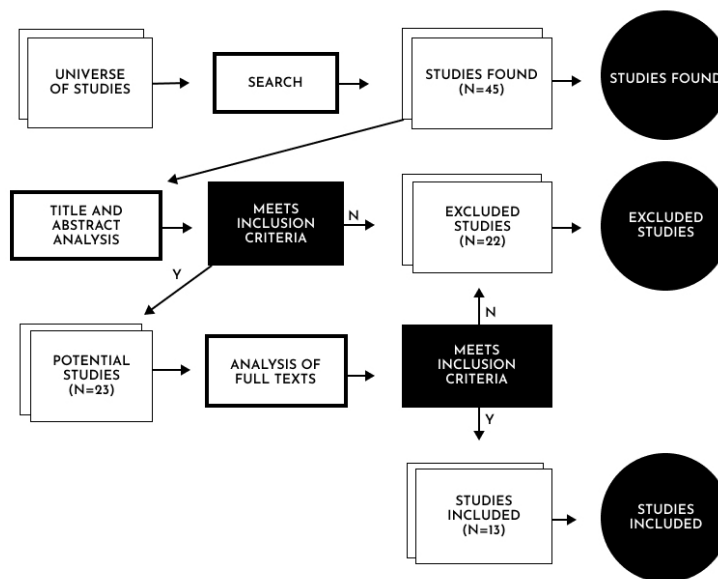 UNIVERSE
OF STUDIES
SEARCH
STUDIES FOUND
(N=45)
STUDIES FOUND
TITLE AND
ABSTRACT
ANALYSIS
MEETS
INCLUSION
CRITERIA
N
EXCLUDED
STUDIES
(N=22)
EXCLUDED
STUDIES
Y
POTENTIAL
STUDIES
(N=23)
ANALYSIS OF
FULL TEXTS
N
MEETS
INCLUSION
CRITERIA
Y
STUDIES
INCLUDED
(N=13)
STUDIES
INCLUDED